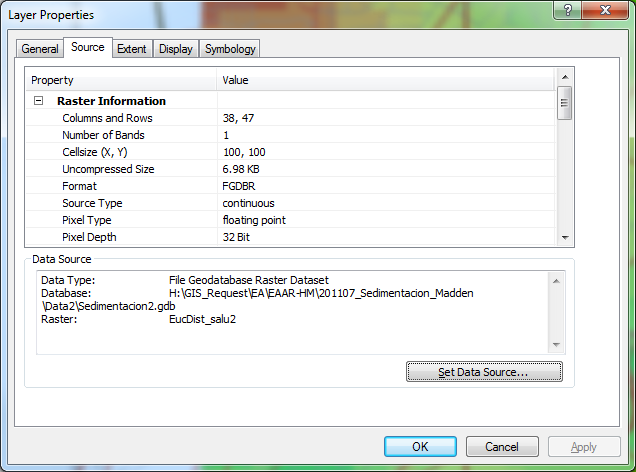 Layer Properties
General Source Extent Display Symbology
Property Value
Raster Information
Columns and Rows 38, 47
Number of Bands 1
Cellsize (X, Y) 100, 100
Uncompressed Size 6.98 KB
Format FGDBR
Source Type continuous
Pixel Type floating point
Pixel Depth 32 Bit
Data Source
Data Type: File Geodatabase Raster Dataset
Database: H:\GIS_Request\EA\EAAR-HM\201107_Sedimentacion_Madden
\Data2\Sedimentacion2.gdb
Raster: EucDist_salu2
Set Data Source...
OK Cancel Apply